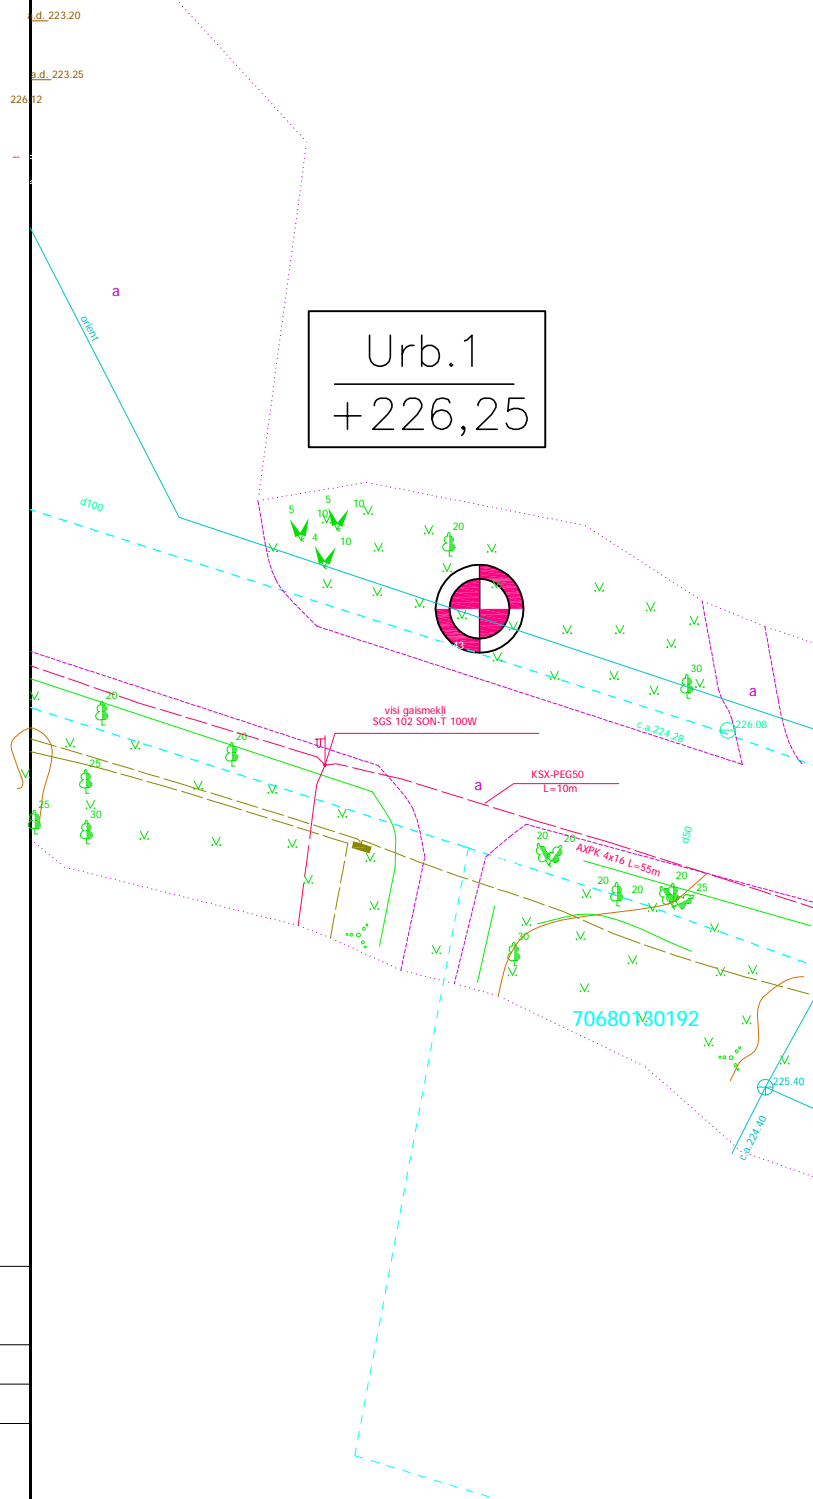 a.d. 223.20
a.d. 223.25
226.12
a
orient
Urb.1
+226,25
d100
5
5
10
10
4
10
20
13
30
a
226.08
c.a.224.28
20
visi gaismekli
SGS 102 SON-T 100W
20
25
a
KSX-PEG50
L=10m
25
30
d50
20
20
AXPK 4x16 L=55m
20
20
20
25
30
70680130192
225.40
c.a.224.40